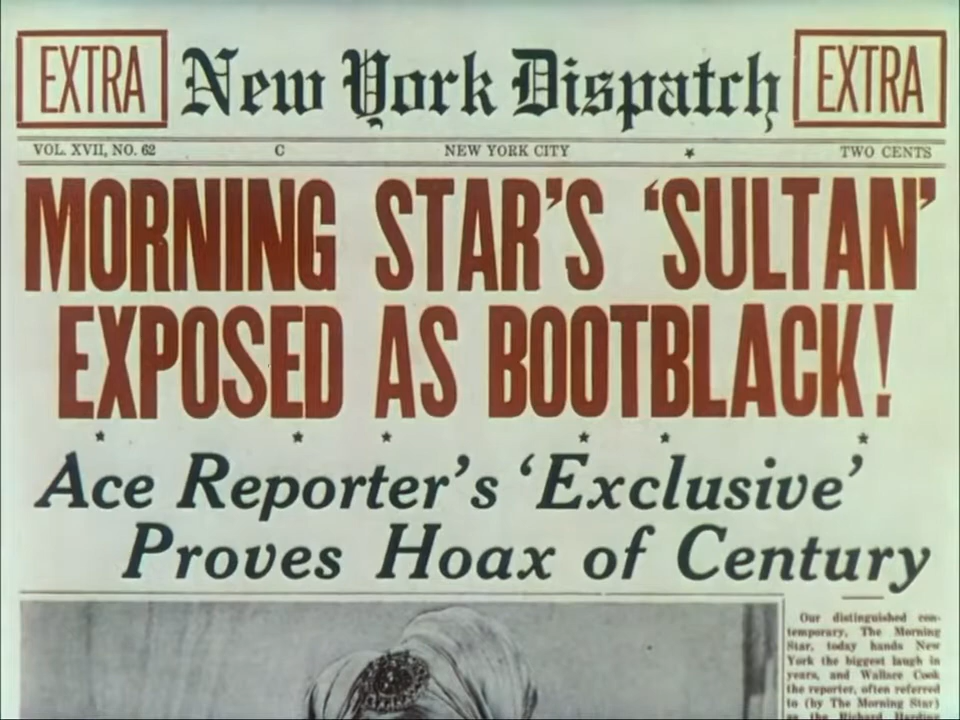 EXTRA New York Dispatch EXTRA
VOL. XVII, NO. 62 C NEW YORK CITY TWO CENTS
MORNING STAR'S 'SULTAN'
EXPOSED AS BOOTBLACK!
Ace Reporter's 'Exclusive'
Proves Hoax of Century
Our distinguished con-
temporary, The Morning
Star, today hands New
York the biggest laugh in
years, and Wallace Cook
the reporter, often referred
to (by The Morning Star)